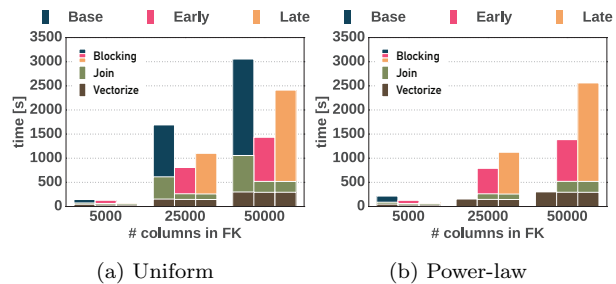 Base Early Late
3500
3000
2500
2000
1500
1000
500
0
time [s]
Blocking
Join
Vectorize
5000 25000 50000
# columns in FK
(a) Uniform
Base Early Late
3500
3000
2500
2000
1500
1000
500
0
time [s]
Blocking
Join
Vectorize
5000 25000 50000
# columns in FK
(b) Power-law